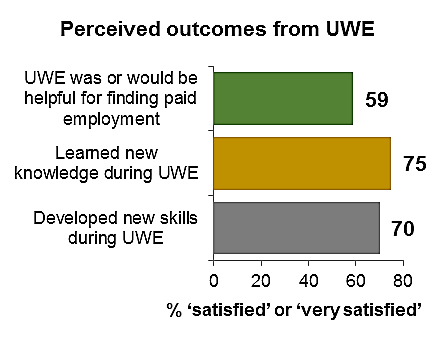 Perceived outcomes from UWE
UWE was or would be
helpful for finding paid
employment
59
Learned new
knowledge during UWE
75
Developed new skills
during UWE
70
0 20 40 60 80
% ‘satisfied’ or ‘very satisfied’